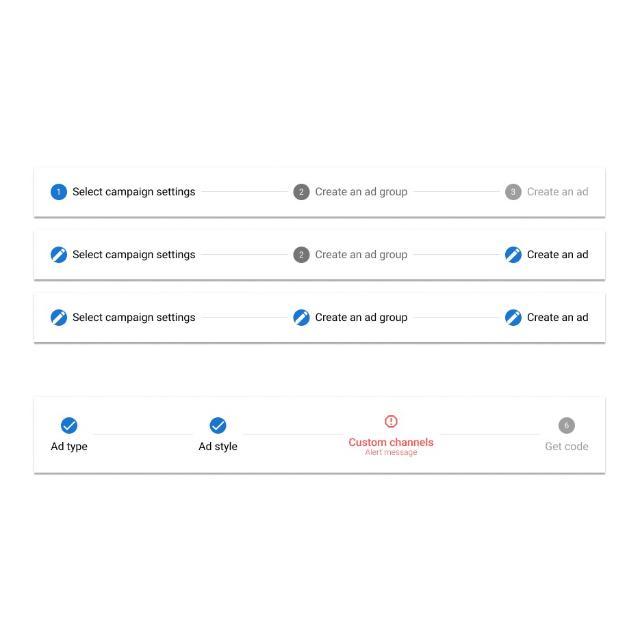 1 Select campaign settings 2 Create an ad group 3 Create an ad
Select campaign settings 2 Create an ad group Create an ad
Select campaign settings Create an ad group Create an ad
6
Ad type Ad style Custom channels Get code
Alert message